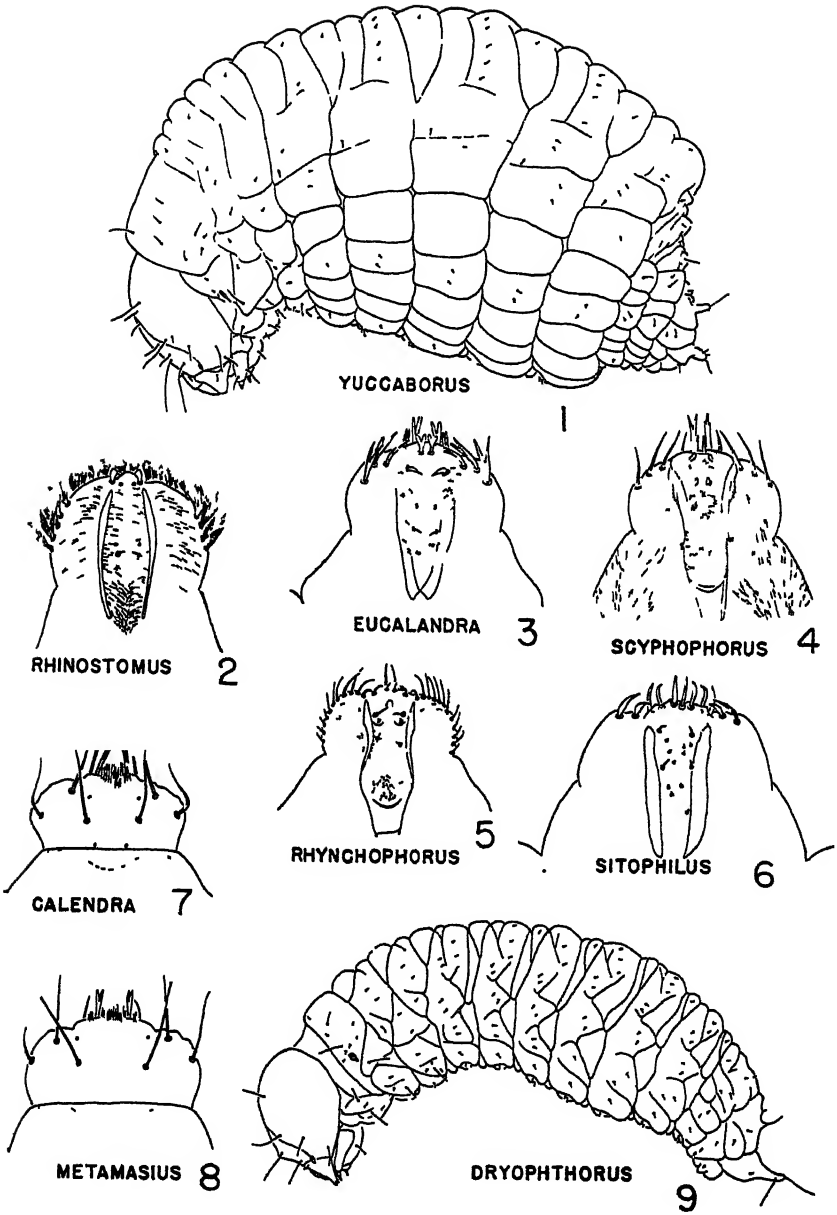 YUCCABORUS
1
RHINOSTOMUS 2
EUCALANDRA 3
SCYPHOPHORUS 4
RHYNCHOPHORUS 5
SITOPHILUS 6
CALENDRA 7
METAMASIUS 8
DRYOPHTHORUS 9